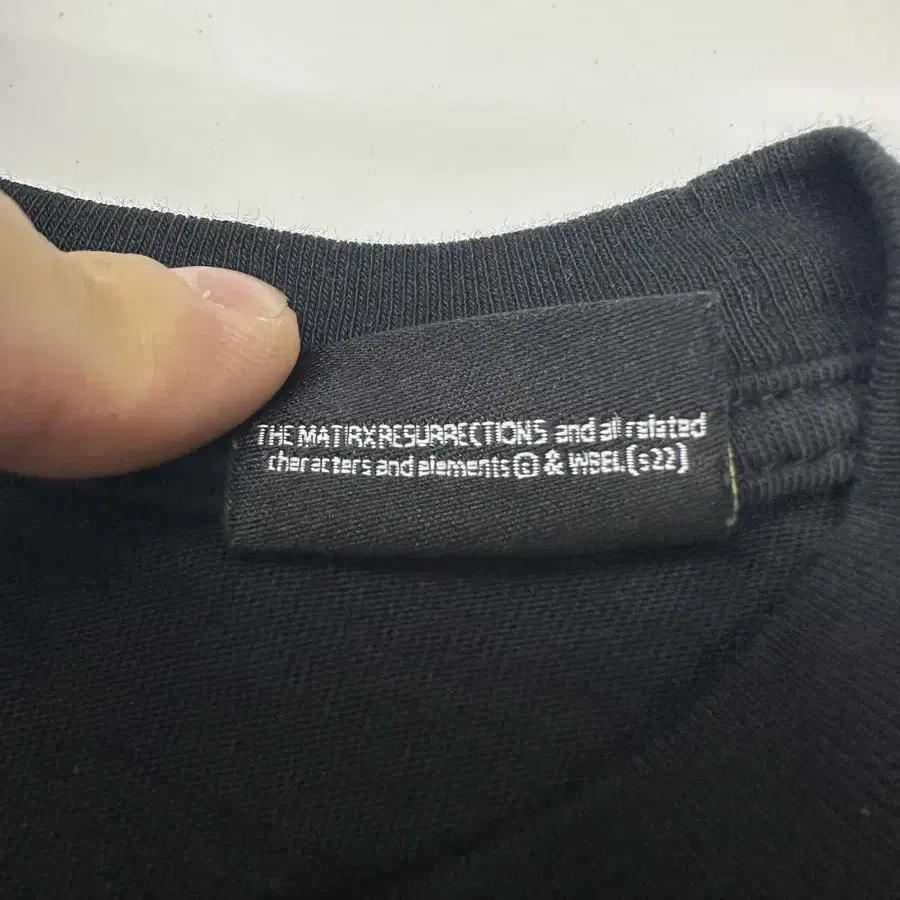 THE MATIRX RESURRECTIONS and all related
characters and elements © & WBEI. (s22)